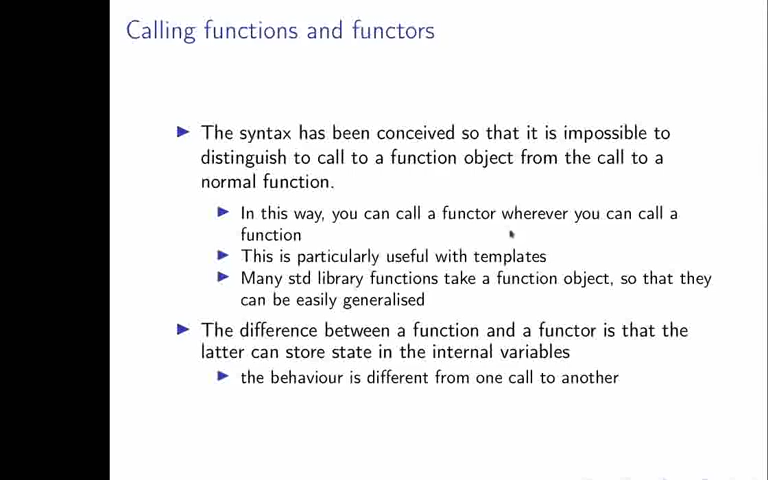 Calling functions and functors
The syntax has been conceived so that it is impossible to
distinguish to call to a function object from the call to a
normal function.
In this way, you can call a functor wherever you can call a
function
This is particularly useful with templates
Many std library functions take a function object, so that they
can be easily generalised
The difference between a function and a functor is that the
latter can store state in the internal variables
the behaviour is different from one call to another